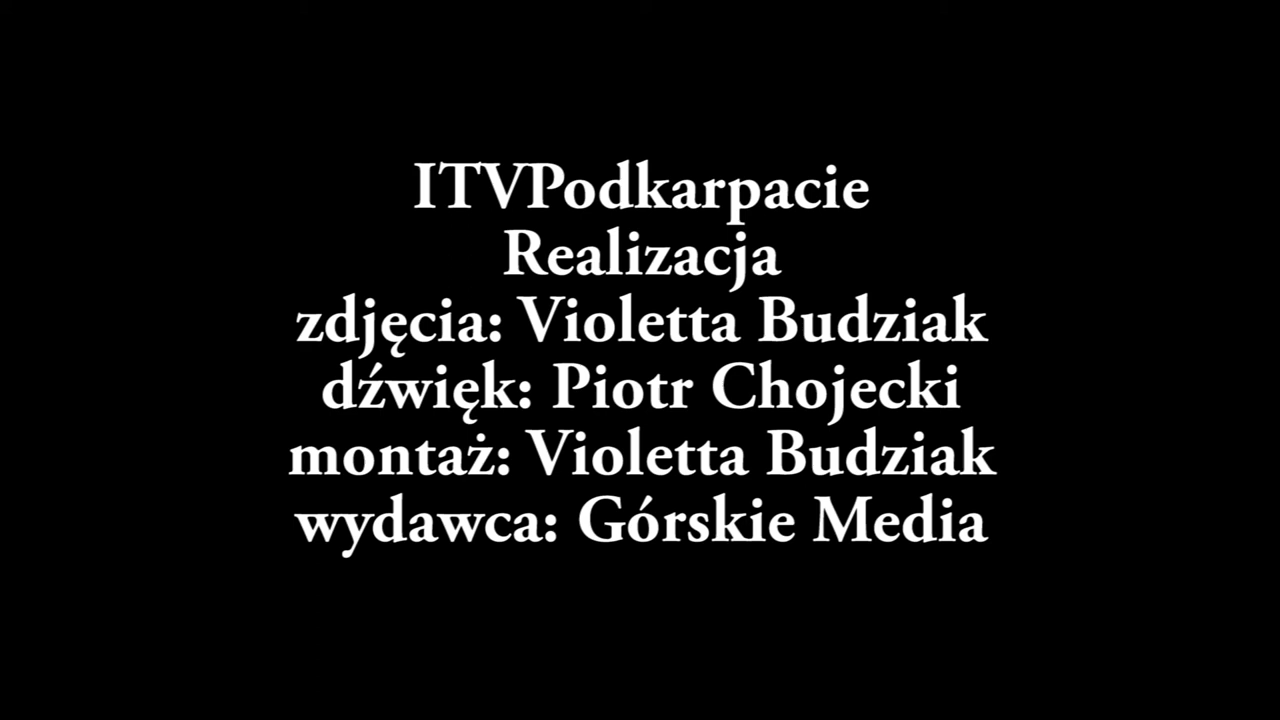 ITVPodkarpacie
Realizacja
zdjęcia: Violetta Budziak
dźwięk: Piotr Chojecki
montaż: Violetta Budziak
wydawca: Górskie Media